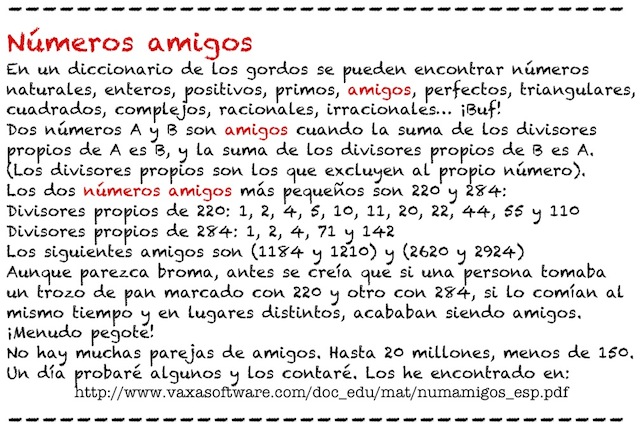 Números amigos
En un diccionario de los gordos se pueden encontrar números
naturales, enteros, positivos, primos, amigos, perfectos, triangulares,
cuadrados, complejos, racionales, irracionales... ¡Buf!
Dos números A y B son amigos cuando la suma de los divisores
propios de A es B, y la suma de los divisores propios de B es A.
(Los divisores propios son los que excluyen al propio número).
Los dos números amigos más pequeños son 220 y 284:
Divisores propios de 220: 1, 2, 4, 5, 10, 11, 20, 22, 44, 55 y 110
Divisores propios de 284: 1, 2, 4, 71 y 142
Los siguientes amigos son (1184 y 1210) y (2620 y 2924)
Aunque parezca broma, antes se creía que si una persona tomaba
un trozo de pan marcado con 220 y otro con 284, si lo comían al
mismo tiempo y en lugares distintos, acababan siendo amigos.
¡Menudo pegote!
No hay muchas parejas de amigos. Hasta 20 millones, menos de 150.
Un día probaré algunos y los contaré. Los he encontrado en:
http://www.vaxasoftware.com/doc_edu/mat/numamigos_esp.pdf